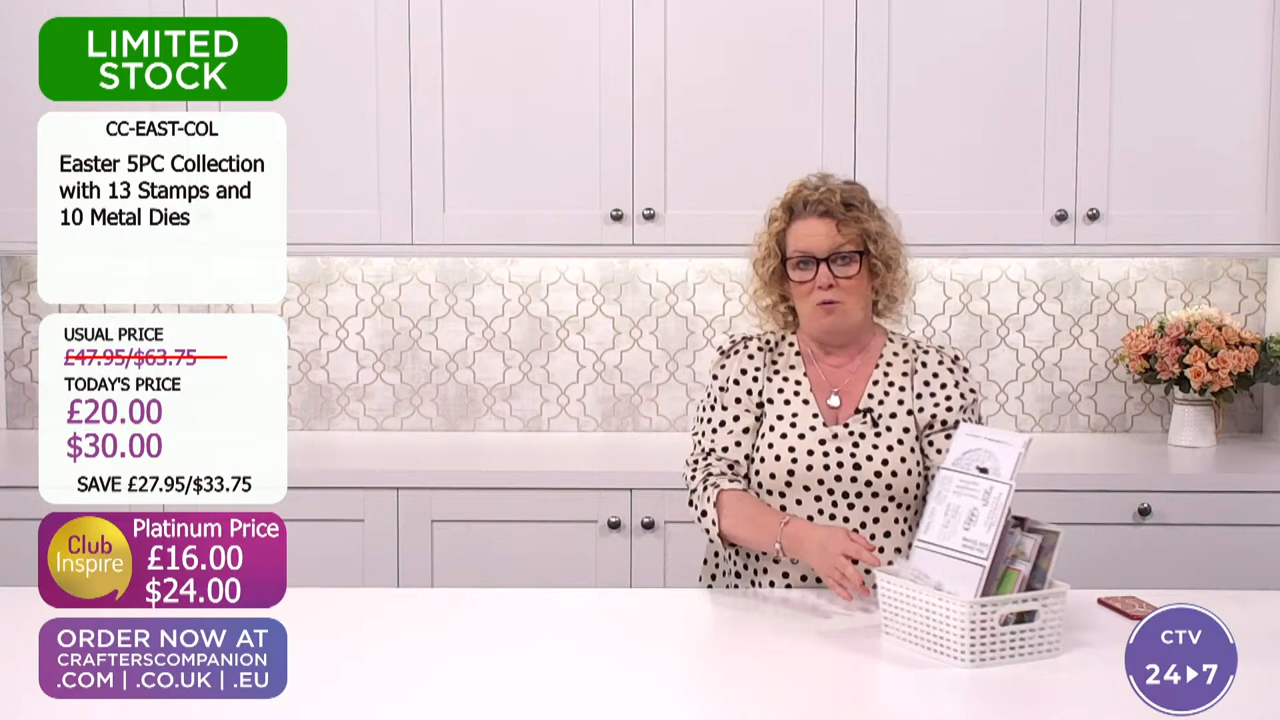 LIMITED
STOCK
CC-EAST-COL
Easter 5PC Collection
with 13 Stamps and
10 Metal Dies
USUAL PRICE
£47.95/$63.75
TODAY'S PRICE
£20.00
$30.00
SAVE £27.95/$33.75
Club
Inspire
Platinum Price
£16.00
$24.00
ORDER NOW AT
CRAFTERSCOMPANION
.COM | .CO.UK | .EU
CTV
24▶7